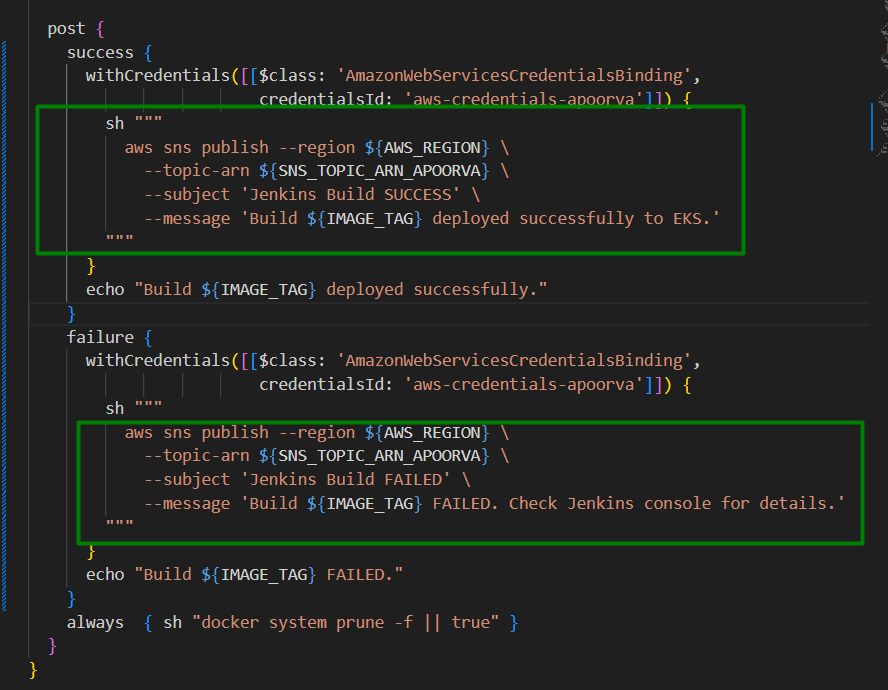 post {
success {
withCredentials([[$class: 'AmazonWebServicesCredentialsBinding',
credentialsId: 'aws-credentials-apoorva']]) {
sh """
aws sns publish --region ${AWS_REGION} \
--topic-arn ${SNS_TOPIC_ARN_APOORVA} \
--subject 'Jenkins Build SUCCESS' \
--message 'Build ${IMAGE_TAG} deployed successfully to EKS.'
"""
}
echo "Build ${IMAGE_TAG} deployed successfully."
}
failure {
withCredentials([[$class: 'AmazonWebServicesCredentialsBinding',
credentialsId: 'aws-credentials-apoorva']]) {
sh """
aws sns publish --region ${AWS_REGION} \
--topic-arn ${SNS_TOPIC_ARN_APOORVA} \
--subject 'Jenkins Build FAILED' \
--message 'Build ${IMAGE_TAG} FAILED. Check Jenkins console for details.'
"""
}
echo "Build ${IMAGE_TAG} FAILED."
}
always  { sh "docker system prune -f || true" }
}
}